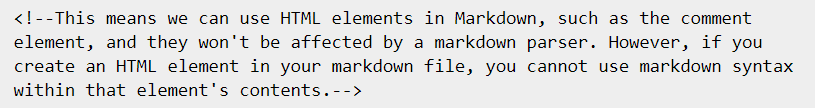 <!--This means we can use HTML elements in Markdown, such as the comment
element, and they won't be affected by a markdown parser. However, if you
create an HTML element in your markdown file, you cannot use markdown syntax
within that element's contents.-->